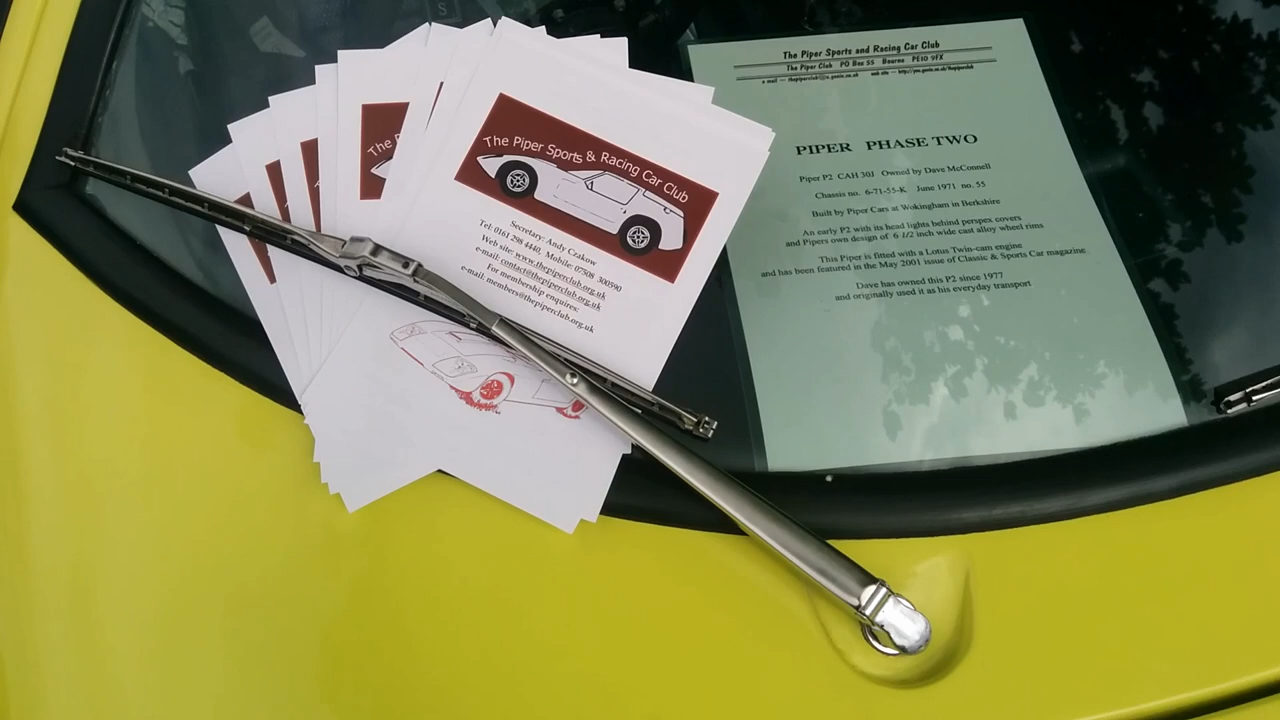 The Piper Sports & Racing Car Club
Secretary: Andy Czakow
Tel: 0161 298 4440, Mobile: 07508 300590
Web site: www.thepiperclub.org.uk
e-mail: contact@thepiperclub.org.uk
For membership enquires:
e-mail: members@thepiperclub.org.uk
The P
The Piper Sports and Racing Car Club
The Piper Club PO Box 55 Bourne PE10 9FX
PIPER PHASE TWO
Piper P2 CAH 30J Owned by Dave McConnell
Chassis no. 6-71-55-K June 1971 no. 55
Built by Piper Cars at Wokingham in Berkshire
An early P2 with its head lights behind perspex covers
and Pipers own design of 6 1/2 inch wide cast alloy wheel rims
This Piper is fitted with a Lotus Twin-cam engine
and has been featured in the May 2001 issue of Classic & Sports Car magazine
Dave has owned this P2 since 1977
and originally used it as his everyday transport